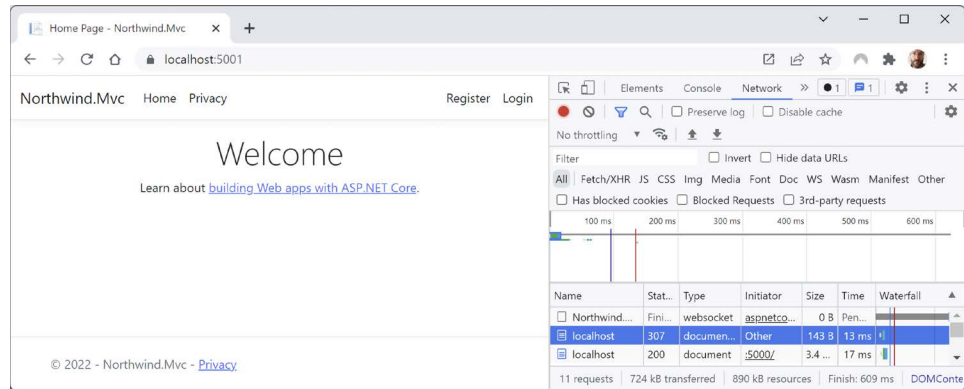 Home Page - Northwind.Mvc
localhost:5001
Northwind.Mvc Home Privacy Register Login
Welcome
Learn about building Web apps with ASP.NET Core.
© 2022 - Northwind.Mvc - Privacy
Elements Console Network » 1 1
Preserve log Disable cache
No throttling
Filter Invert Hide data URLs
All Fetch/XHR JS CSS Img Media Font Doc WS Wasm Manifest Other
Has blocked cookies Blocked Requests 3rd-party requests
100 ms 200 ms 300 ms 400 ms 500 ms 600 ms
Name Stat... Type Initiator Size Time Waterfall
Northwind.... Fini... websocket aspnetco... 0 B Pen...
localhost 307 documen... Other 143 B 13 ms
localhost 200 document :5000/ 3.4 ... 17 ms
11 requests 724 kB transferred 890 kB resources Finish: 609 ms DOMConte